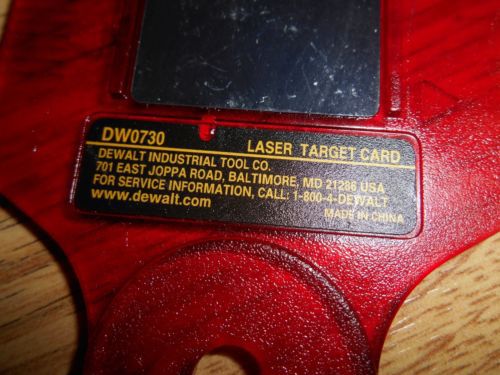 DW0730 LASER TARGET CARD
DEWALT INDUSTRIAL TOOL CO.
701 EAST JOPPA ROAD, BALTIMORE, MD 21286 USA
FOR SERVICE INFORMATION, CALL: 1-800-4-DEWALT
www.dewalt.com MADE IN CHINA